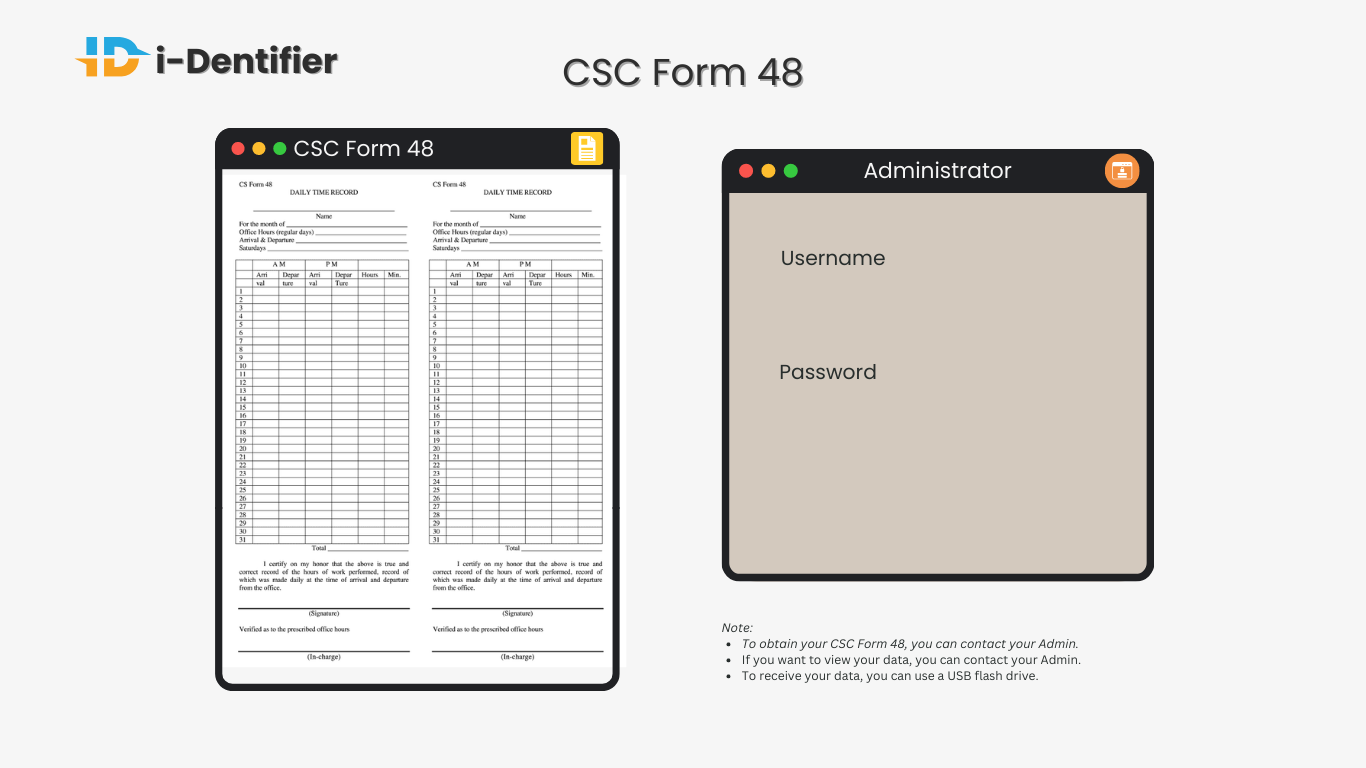 i-Dentifier
CSC Form 48
CSC Form 48
CS Form 48
DAILY TIME RECORD
Name
For the month of
Office Hours (regular days)
Arrival & Departure
Saturdays
A M P M
Arri Depar Arri Depar Hours Min.
val ture val Ture
1
2
3
4
5
6
7
8
9
10
11
12
13
14
15
16
17
18
19
20
21
22
23
24
25
26
27
28
29
30
31
Total
I certify on my honor that the above is true and
correct record of the hours of work performed, record of
which was made daily at the time of arrival and departure
from the office.
(Signature)
Verified as to the prescribed office hours
(In-charge)
CS Form 48
DAILY TIME RECORD
Name
For the month of
Office Hours (regular days)
Arrival & Departure
Saturdays
A M P M
Arri Depar Arri Depar Hours Min.
val ture val Ture
1
2
3
4
5
6
7
8
9
10
11
12
13
14
15
16
17
18
19
20
21
22
23
24
25
26
27
28
29
30
31
Total
I certify on my honor that the above is true and
correct record of the hours of work performed, record of
which was made daily at the time of arrival and departure
from the office.
(Signature)
Verified as to the prescribed office hours
(In-charge)
Administrator
Username
Password
Note:
• To obtain your CSC Form 48, you can contact your Admin.
• If you want to view your data, you can contact your Admin.
• To receive your data, you can use a USB flash drive.